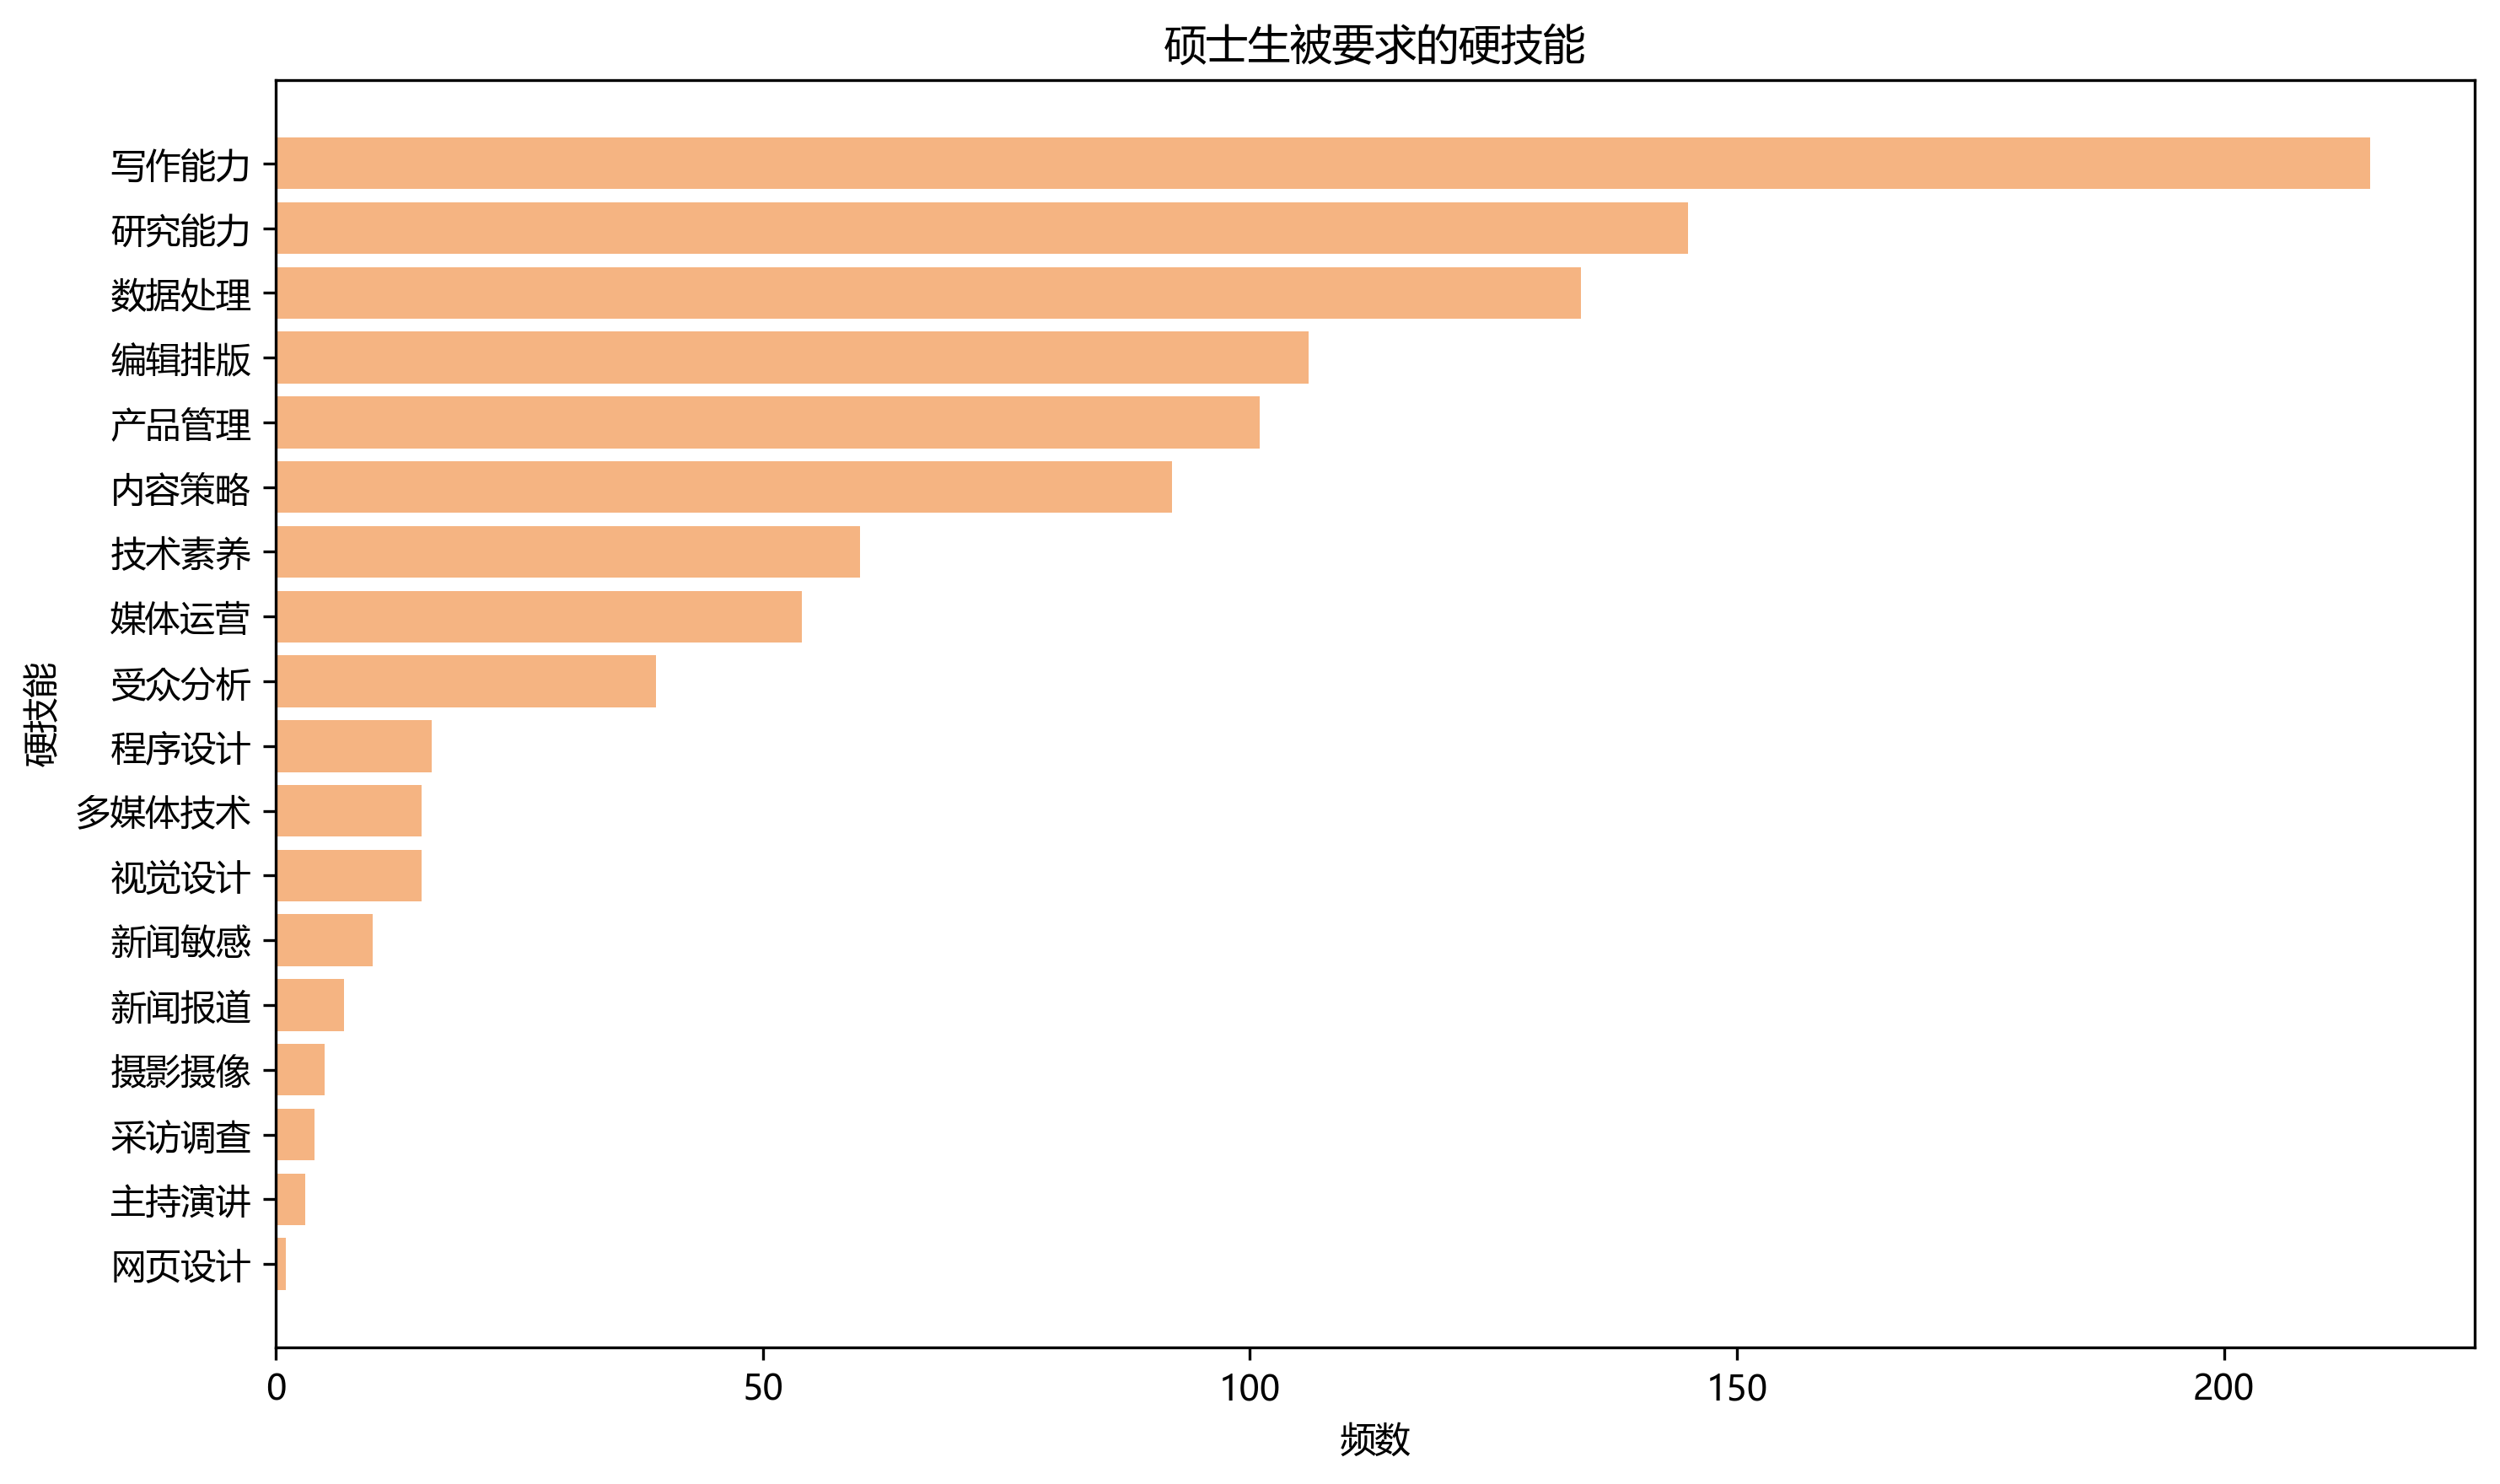 硕士生被要求的硬技能
硬技能
写作能力
研究能力
数据处理
编辑排版
产品管理
内容策略
技术素养
媒体运营
受众分析
程序设计
多媒体技术
视觉设计
新闻敏感
新闻报道
摄影摄像
采访调查
主持演讲
网页设计
0 50 100 150 200
频数